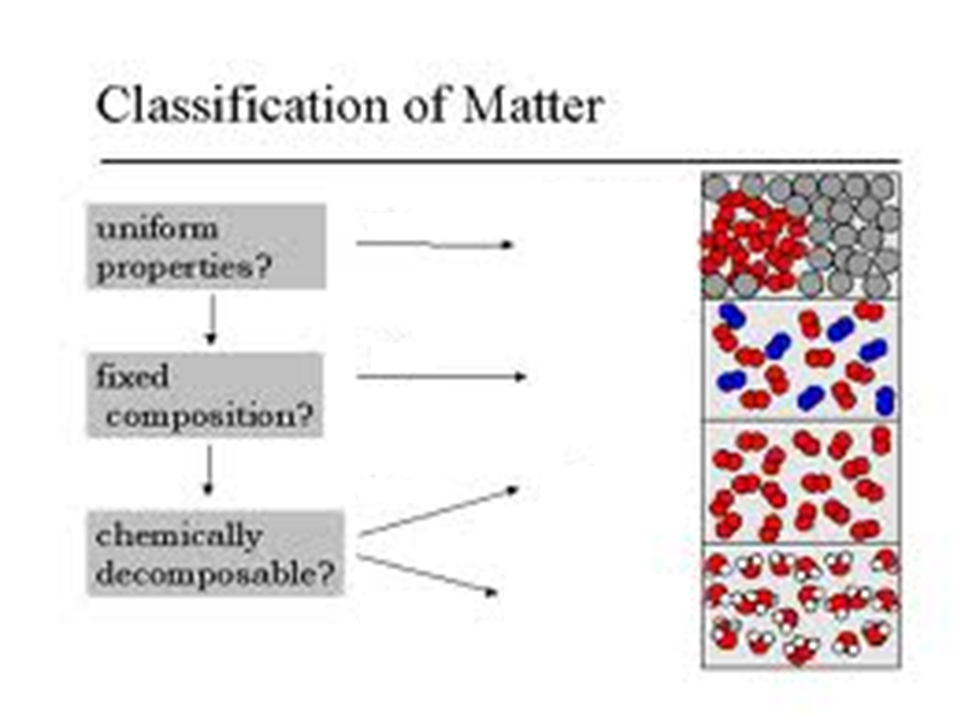 Classification of Matter
uniform
properties?
fixed
composition?
chemically
decomposable?